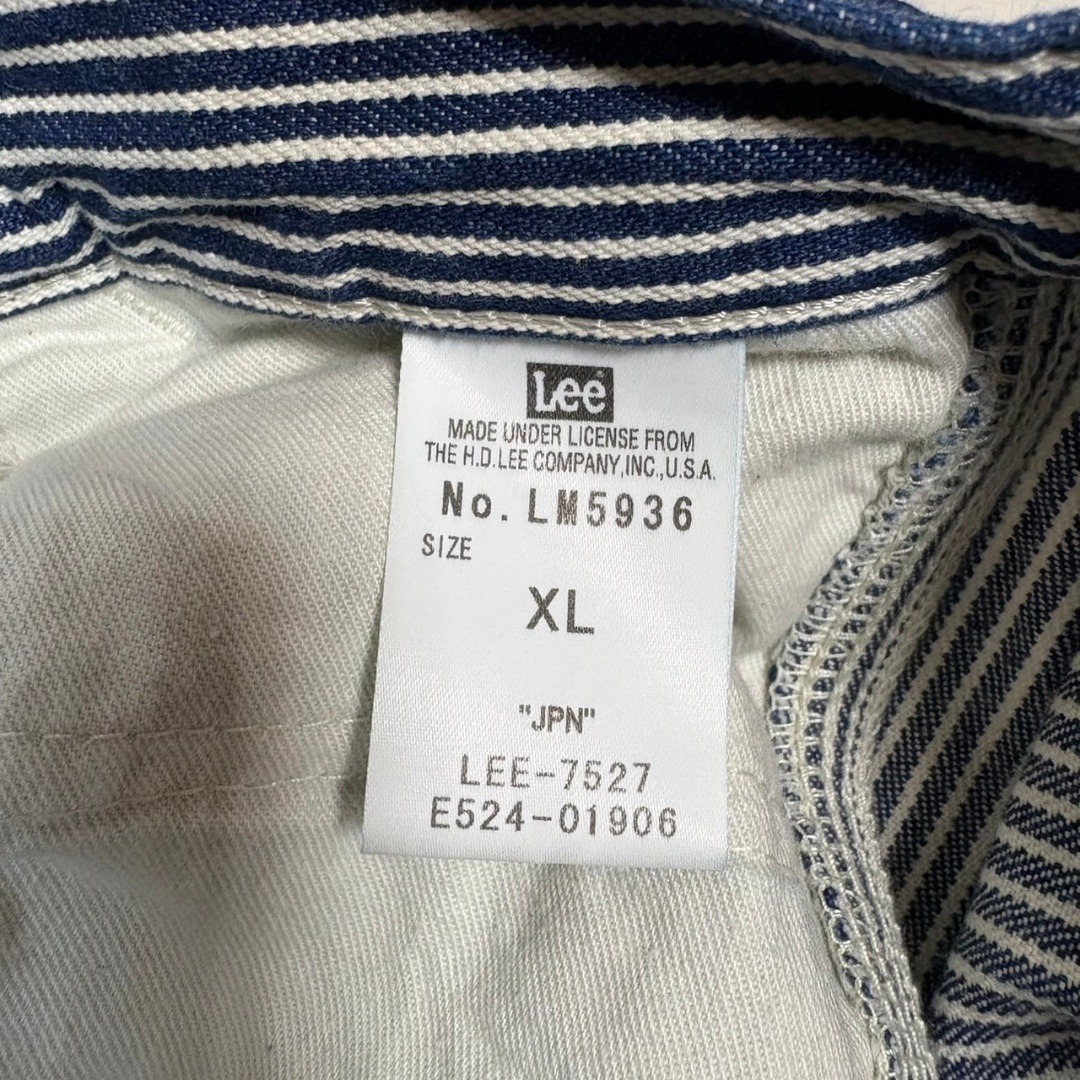 Lee®
MADE UNDER LICENSE FROM
THE H.D.LEE COMPANY,INC.,U.S.A.
No. LM5936
SIZE
XL
"JPN"
LEE-7527
E524-01906